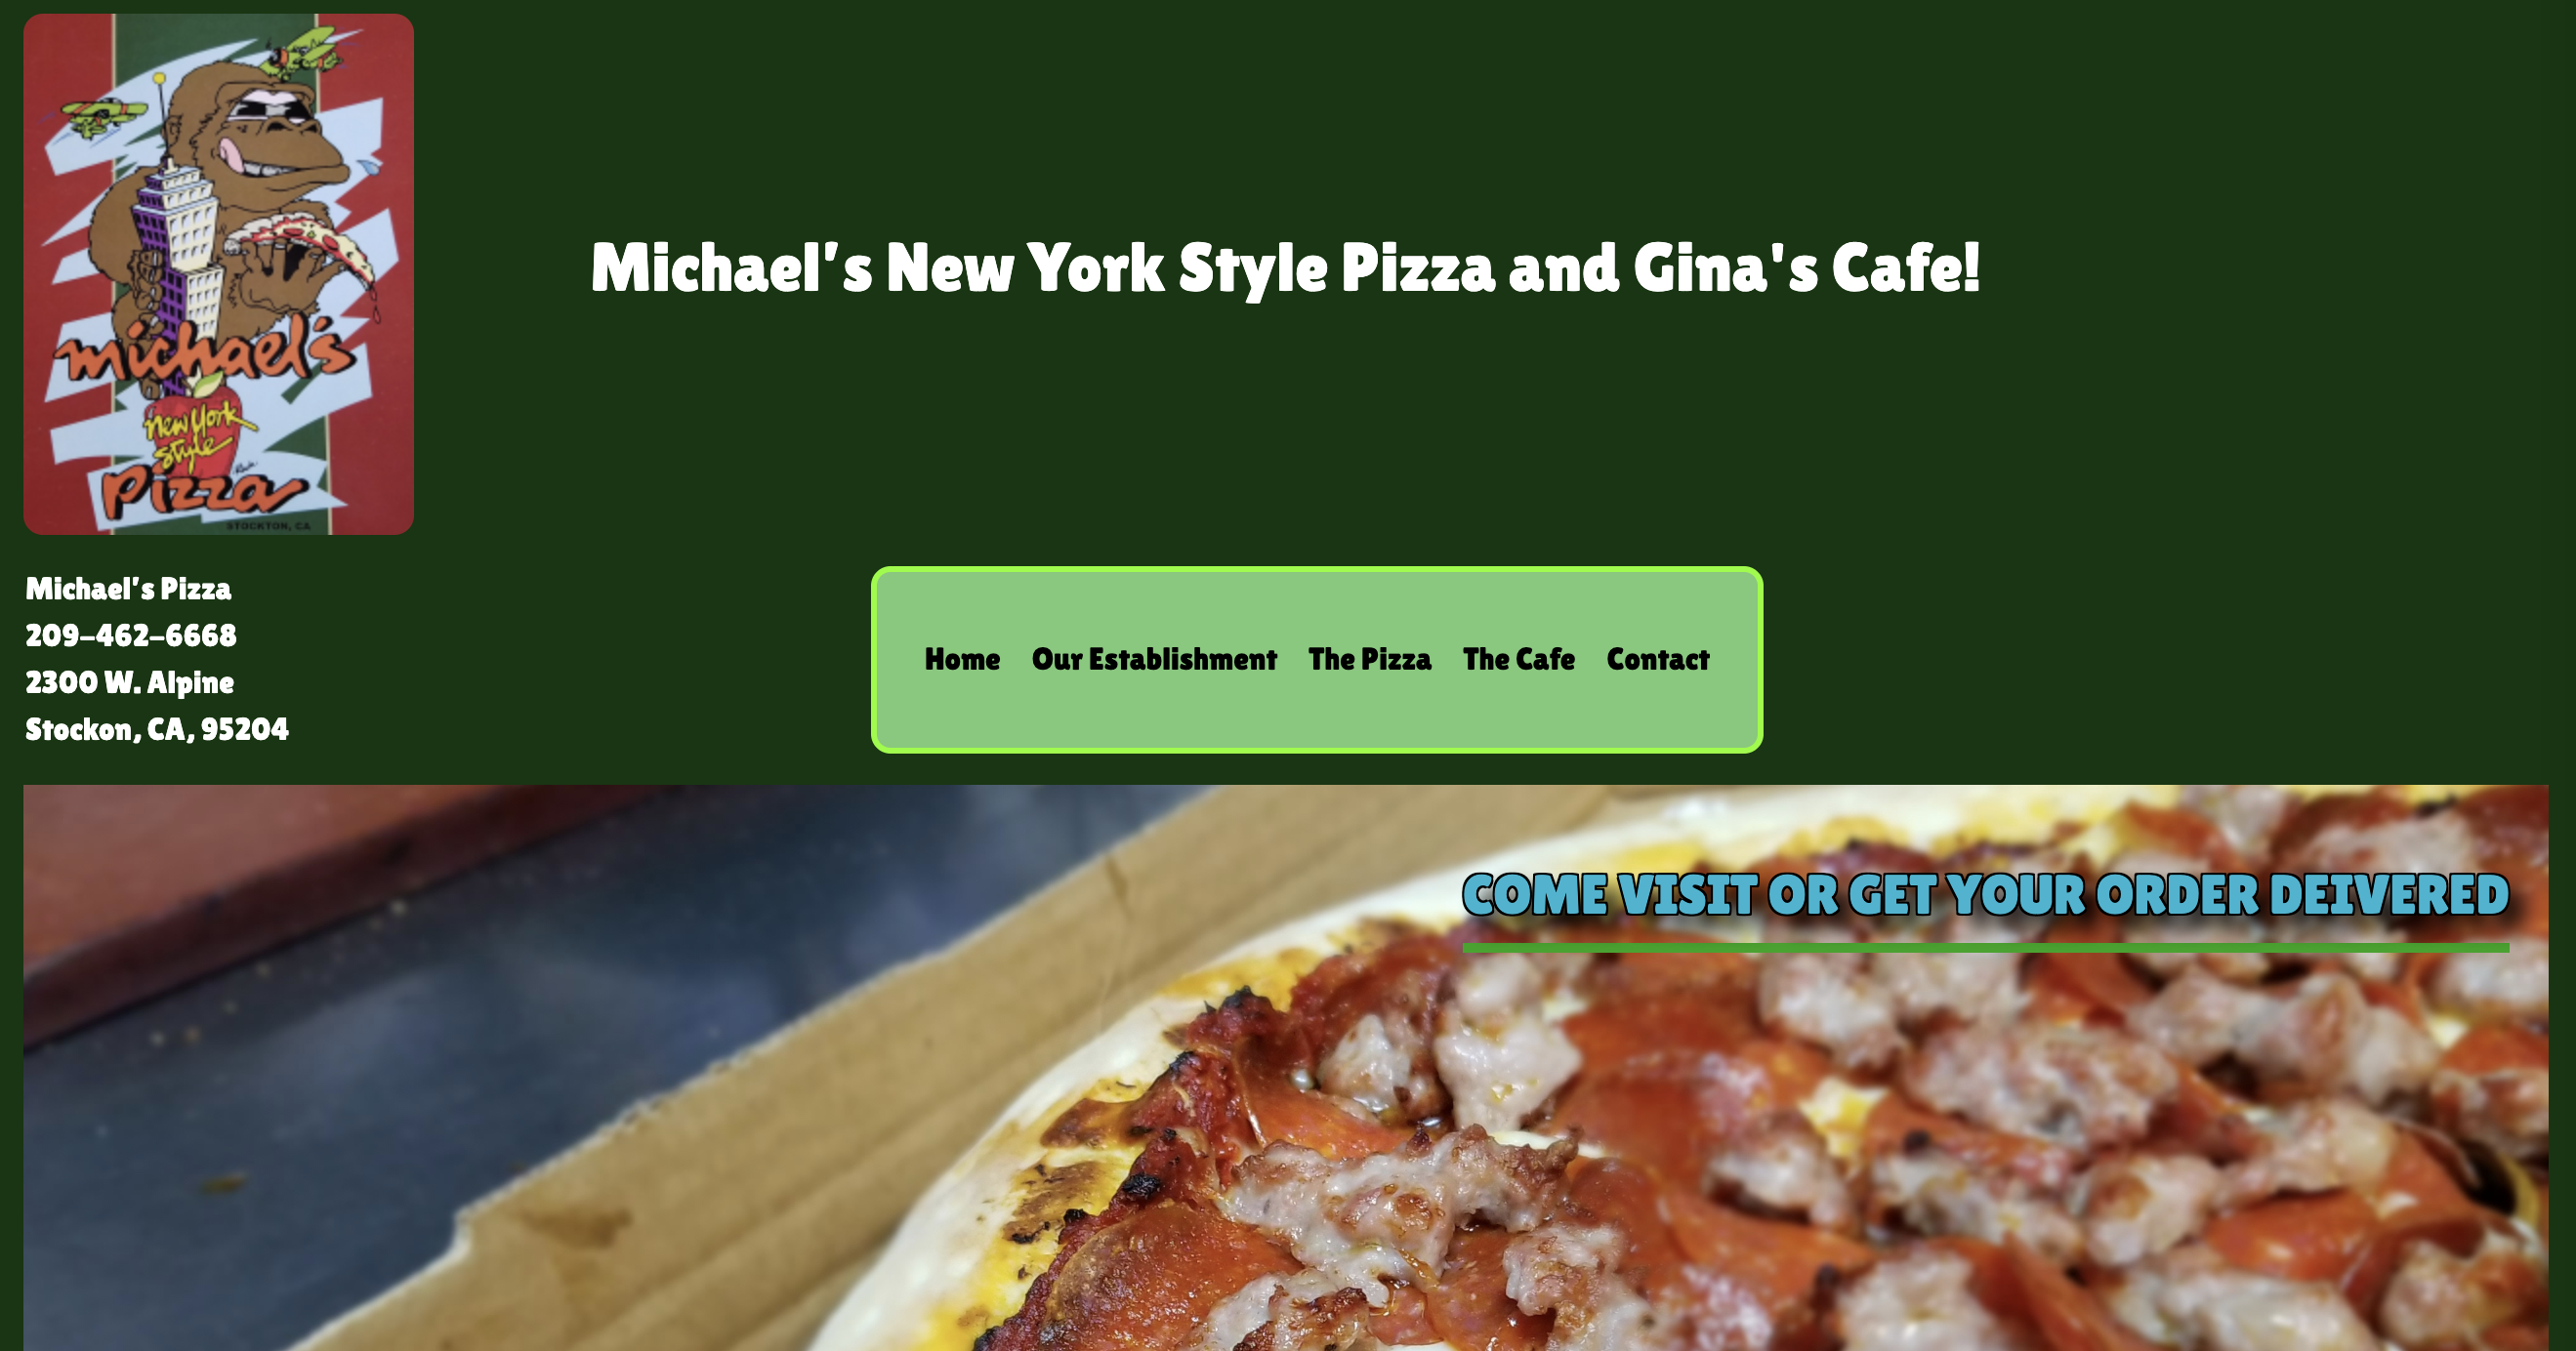 michael's
new York
style
Pizza
STOCKTON, CA
Michael's New York Style Pizza and Gina's Cafe!
Michael's Pizza
209-462-6668
2300 W. Alpine
Stockon, CA, 95204
Home Our Establishment The Pizza The Cafe Contact
COME VISIT OR GET YOUR ORDER DEIVERED